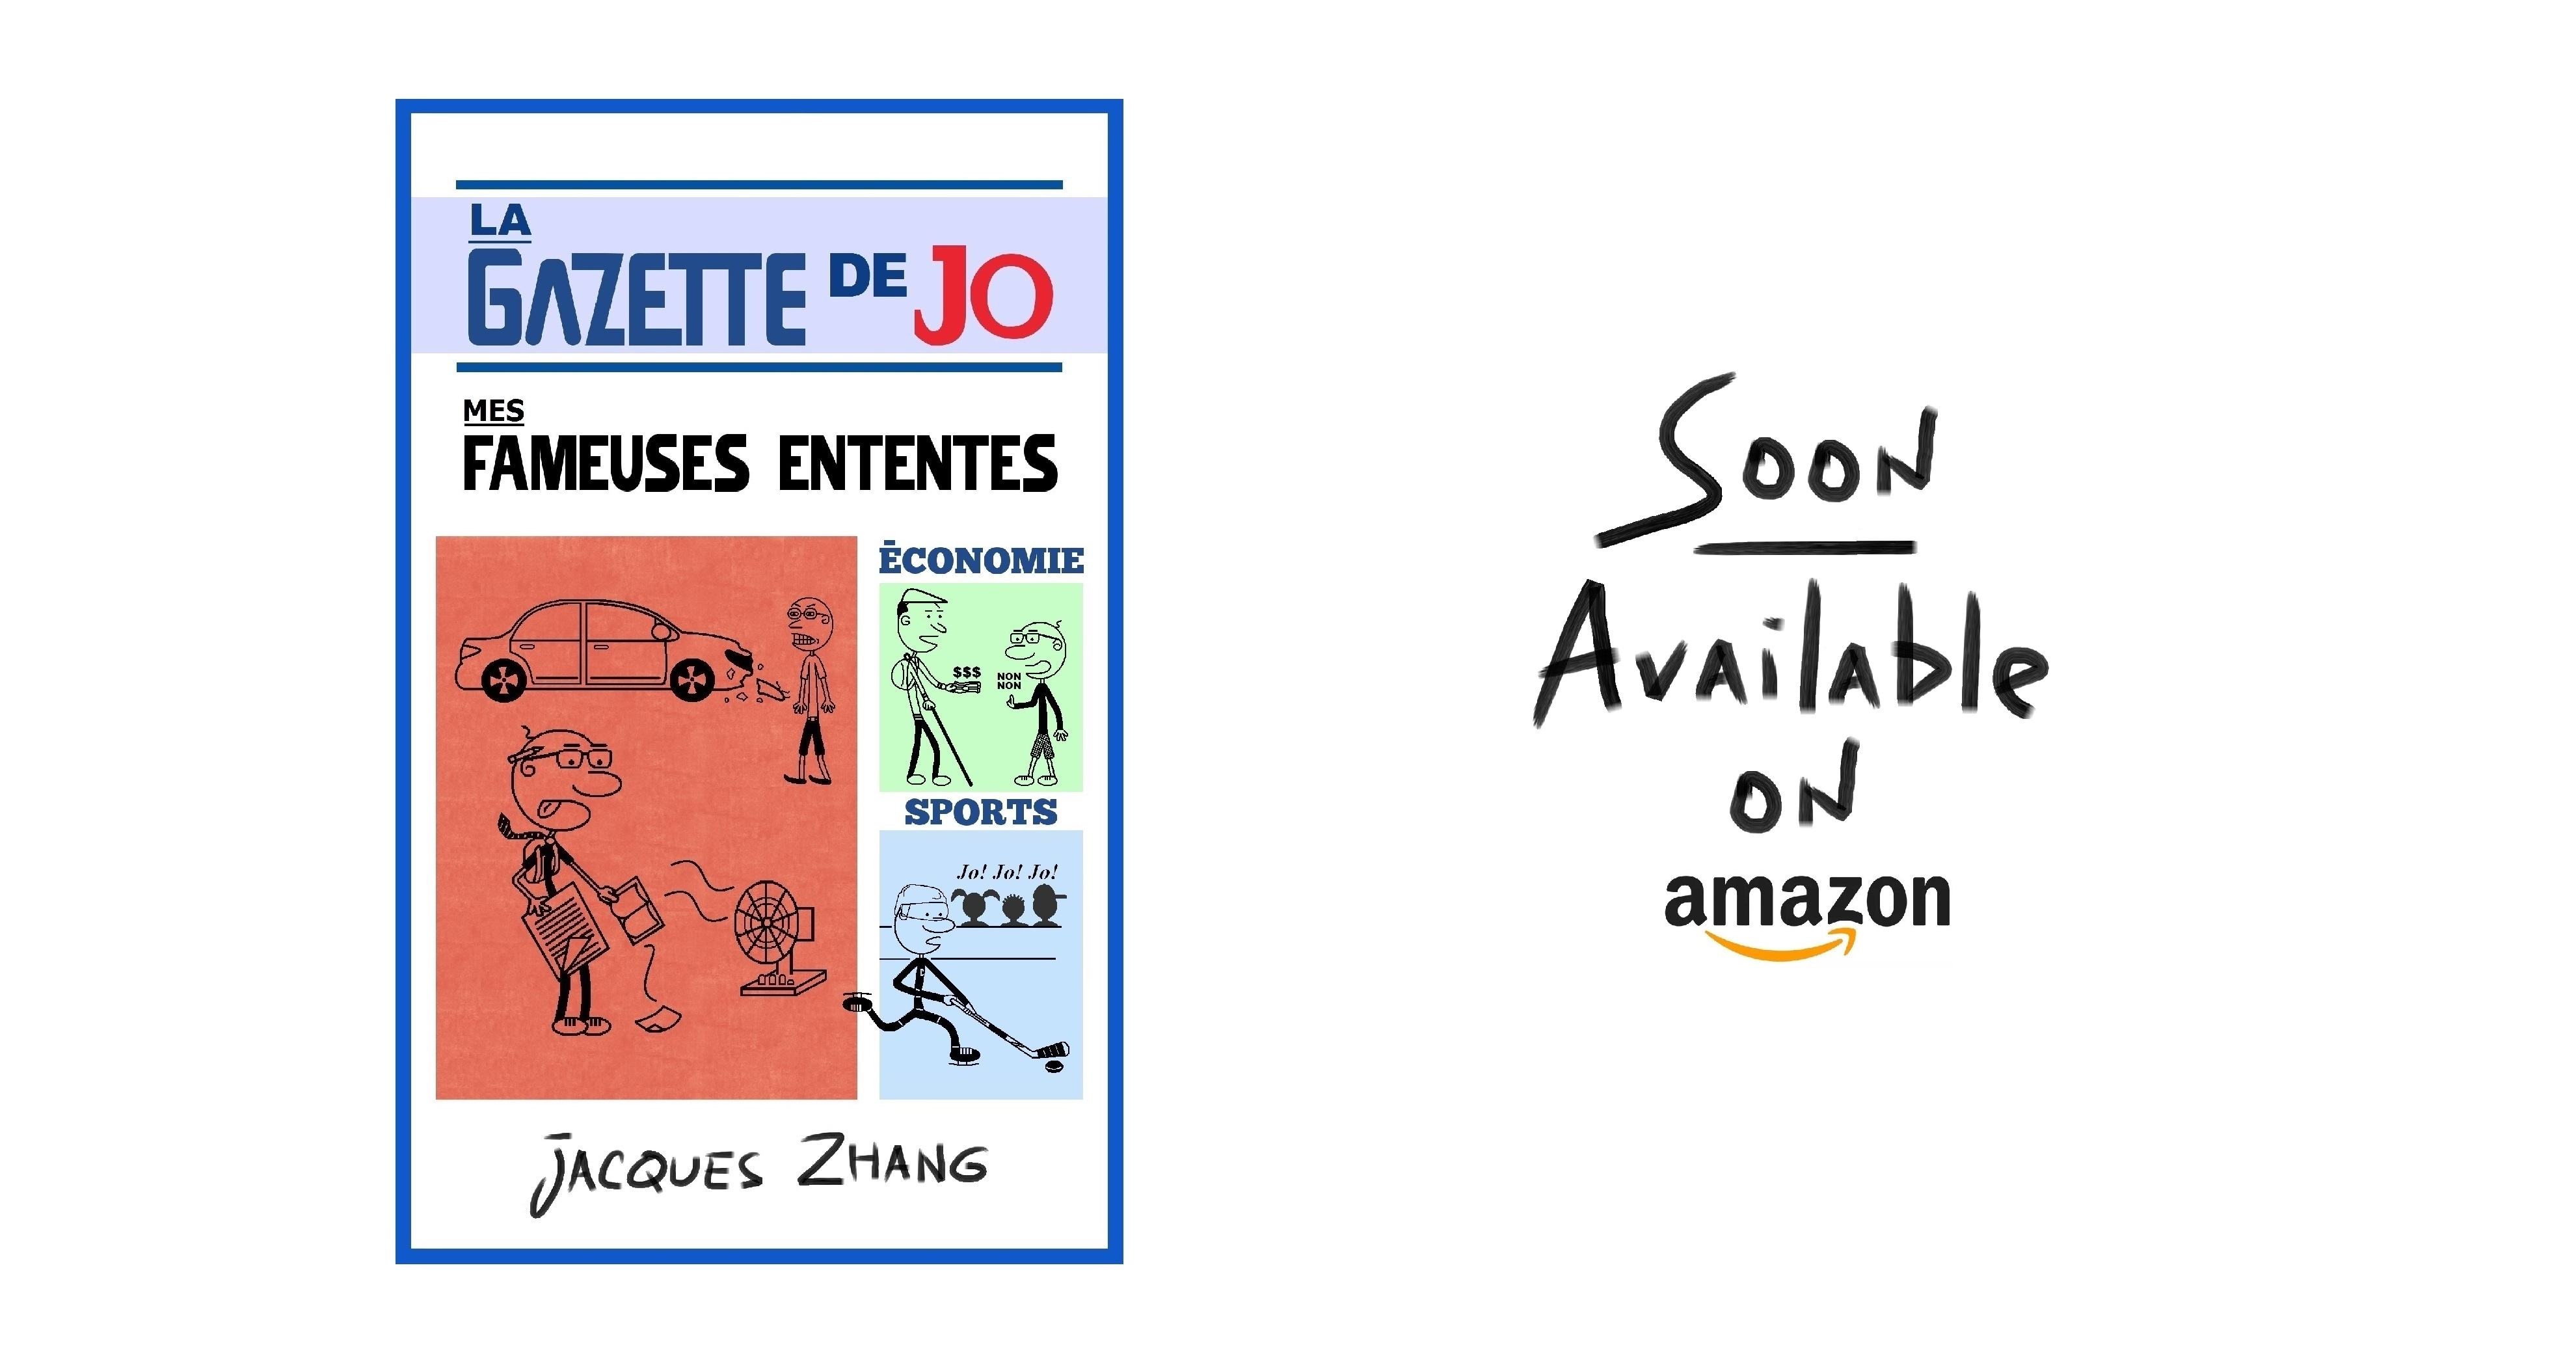 LA
GAZETTE DE JO
MES
FAMEUSES ENTENTES
ÉCONOMIE
$$$
NON
NON
SPORTS
Jo! Jo! Jo!
JACQUES ZHANG
SOON
Available
ON
amazon